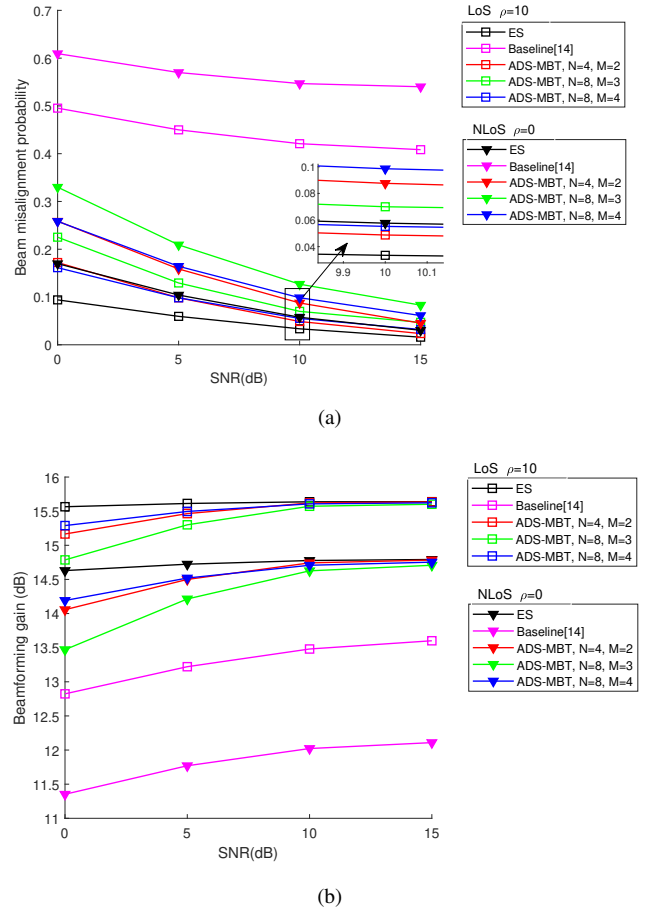 0.7
0.6
0.5
0.4
0.3
0.2
0.1
0
Beam misalignment probability
0
5
10
15
SNR(dB)
0.1
0.08
0.06
0.04
9.9
10
10.1
LoS ρ=10
ES
Baseline[14]
ADS-MBT, N=4, M=2
ADS-MBT, N=8, M=3
ADS-MBT, N=8, M=4
NLoS ρ=0
ES
Baseline[14]
ADS-MBT, N=4, M=2
ADS-MBT, N=8, M=3
ADS-MBT, N=8, M=4
(a)
16
15.5
15
14.5
14
13.5
13
12.5
12
11.5
11
Beamforming gain (dB)
0
5
10
15
SNR(dB)
LoS ρ=10
ES
Baseline[14]
ADS-MBT, N=4, M=2
ADS-MBT, N=8, M=3
ADS-MBT, N=8, M=4
NLoS ρ=0
ES
Baseline[14]
ADS-MBT, N=4, M=2
ADS-MBT, N=8, M=3
ADS-MBT, N=8, M=4
(b)